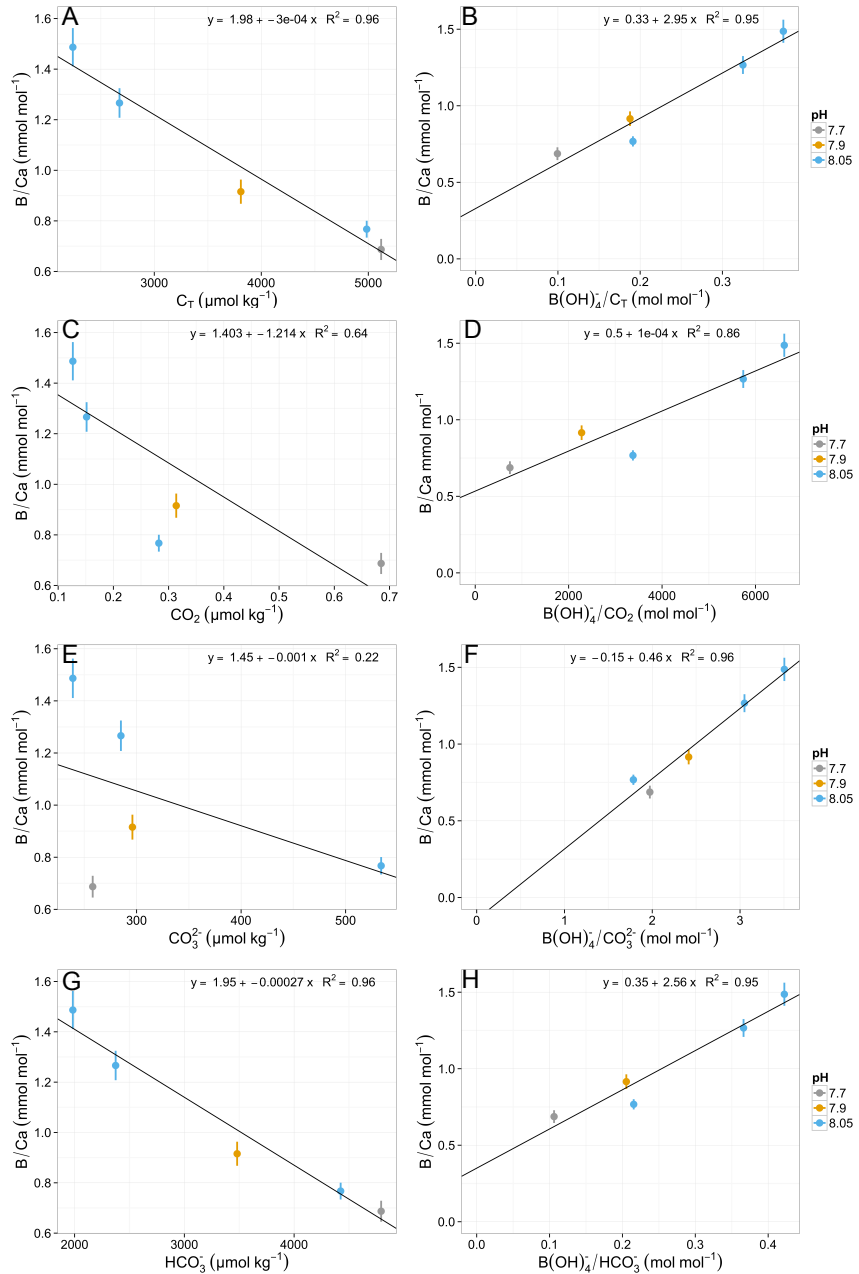 A
y = 1.98 + −3e−04 x R² = 0.96
B/Ca (mmol mol⁻¹)
1.6
1.4
1.2
1.0
0.8
0.6
3000 4000 5000
C_T (µmol kg⁻¹)
B
y = 0.33 + 2.95 x R² = 0.95
B/Ca (mmol mol⁻¹)
1.5
1.0
0.5
0.0
0.0 0.1 0.2 0.3
B(OH)₄⁻/C_T (mol mol⁻¹)
pH
7.7
7.9
8.05
C
y = 1.403 + −1.214 x R² = 0.64
B/Ca (mmol mol⁻¹)
1.6
1.4
1.2
1.0
0.8
0.6
0.1 0.2 0.3 0.4 0.5 0.6 0.7
CO₂ (µmol kg⁻¹)
D
y = 0.5 + 1e−04 x R² = 0.86
B/Ca mmol mol⁻¹
1.5
1.0
0.5
0.0
0 2000 4000 6000
B(OH)₄⁻/CO₂ (mol mol⁻¹)
pH
7.7
7.9
8.05
E
y = 1.45 + −0.001 x R² = 0.22
B/Ca (mmol mol⁻¹)
1.6
1.4
1.2
1.0
0.8
0.6
300 400 500
CO₃²⁻ (µmol kg⁻¹)
F
y = −0.15 + 0.46 x R² = 0.96
B/Ca (mmol mol⁻¹)
1.5
1.0
0.5
0.0
0 1 2 3
B(OH)₄⁻/CO₃²⁻ (mol mol⁻¹)
pH
7.7
7.9
8.05
G
y = 1.95 + −0.00027 x R² = 0.96
B/Ca (mmol mol⁻¹)
1.6
1.4
1.2
1.0
0.8
0.6
2000 3000 4000
HCO₃⁻ (µmol kg⁻¹)
H
y = 0.35 + 2.56 x R² = 0.95
B/Ca (mmol mol⁻¹)
1.5
1.0
0.5
0.0
0.0 0.1 0.2 0.3 0.4
B(OH)₄⁻/HCO₃⁻ (mol mol⁻¹)
pH
7.7
7.9
8.05